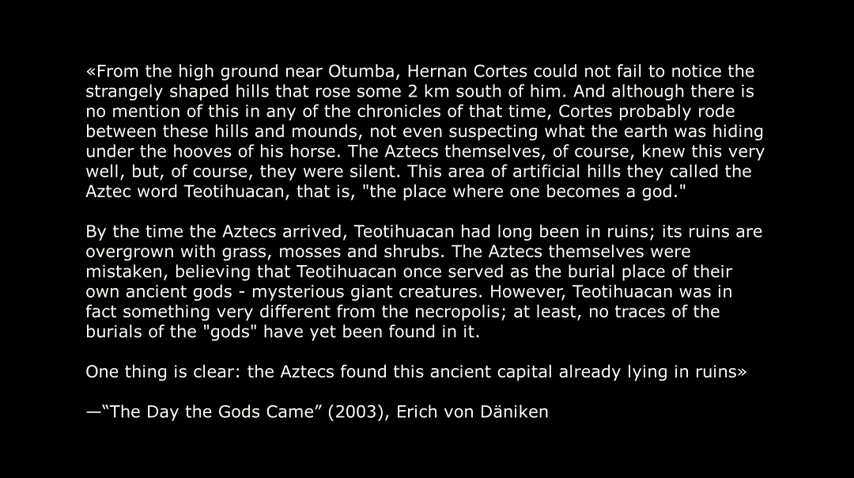 «From the high ground near Otumba, Hernan Cortes could not fail to notice the
strangely shaped hills that rose some 2 km south of him. And although there is
no mention of this in any of the chronicles of that time, Cortes probably rode
between these hills and mounds, not even suspecting what the earth was hiding
under the hooves of his horse. The Aztecs themselves, of course, knew this very
well, but, of course, they were silent. This area of artificial hills they called the
Aztec word Teotihuacan, that is, "the place where one becomes a god."
By the time the Aztecs arrived, Teotihuacan had long been in ruins; its ruins are
overgrown with grass, mosses and shrubs. The Aztecs themselves were
mistaken, believing that Teotihuacan once served as the burial place of their
own ancient gods - mysterious giant creatures. However, Teotihuacan was in
fact something very different from the necropolis; at least, no traces of the
burials of the "gods" have yet been found in it.
One thing is clear: the Aztecs found this ancient capital already lying in ruins»
—“The Day the Gods Came” (2003), Erich von Däniken